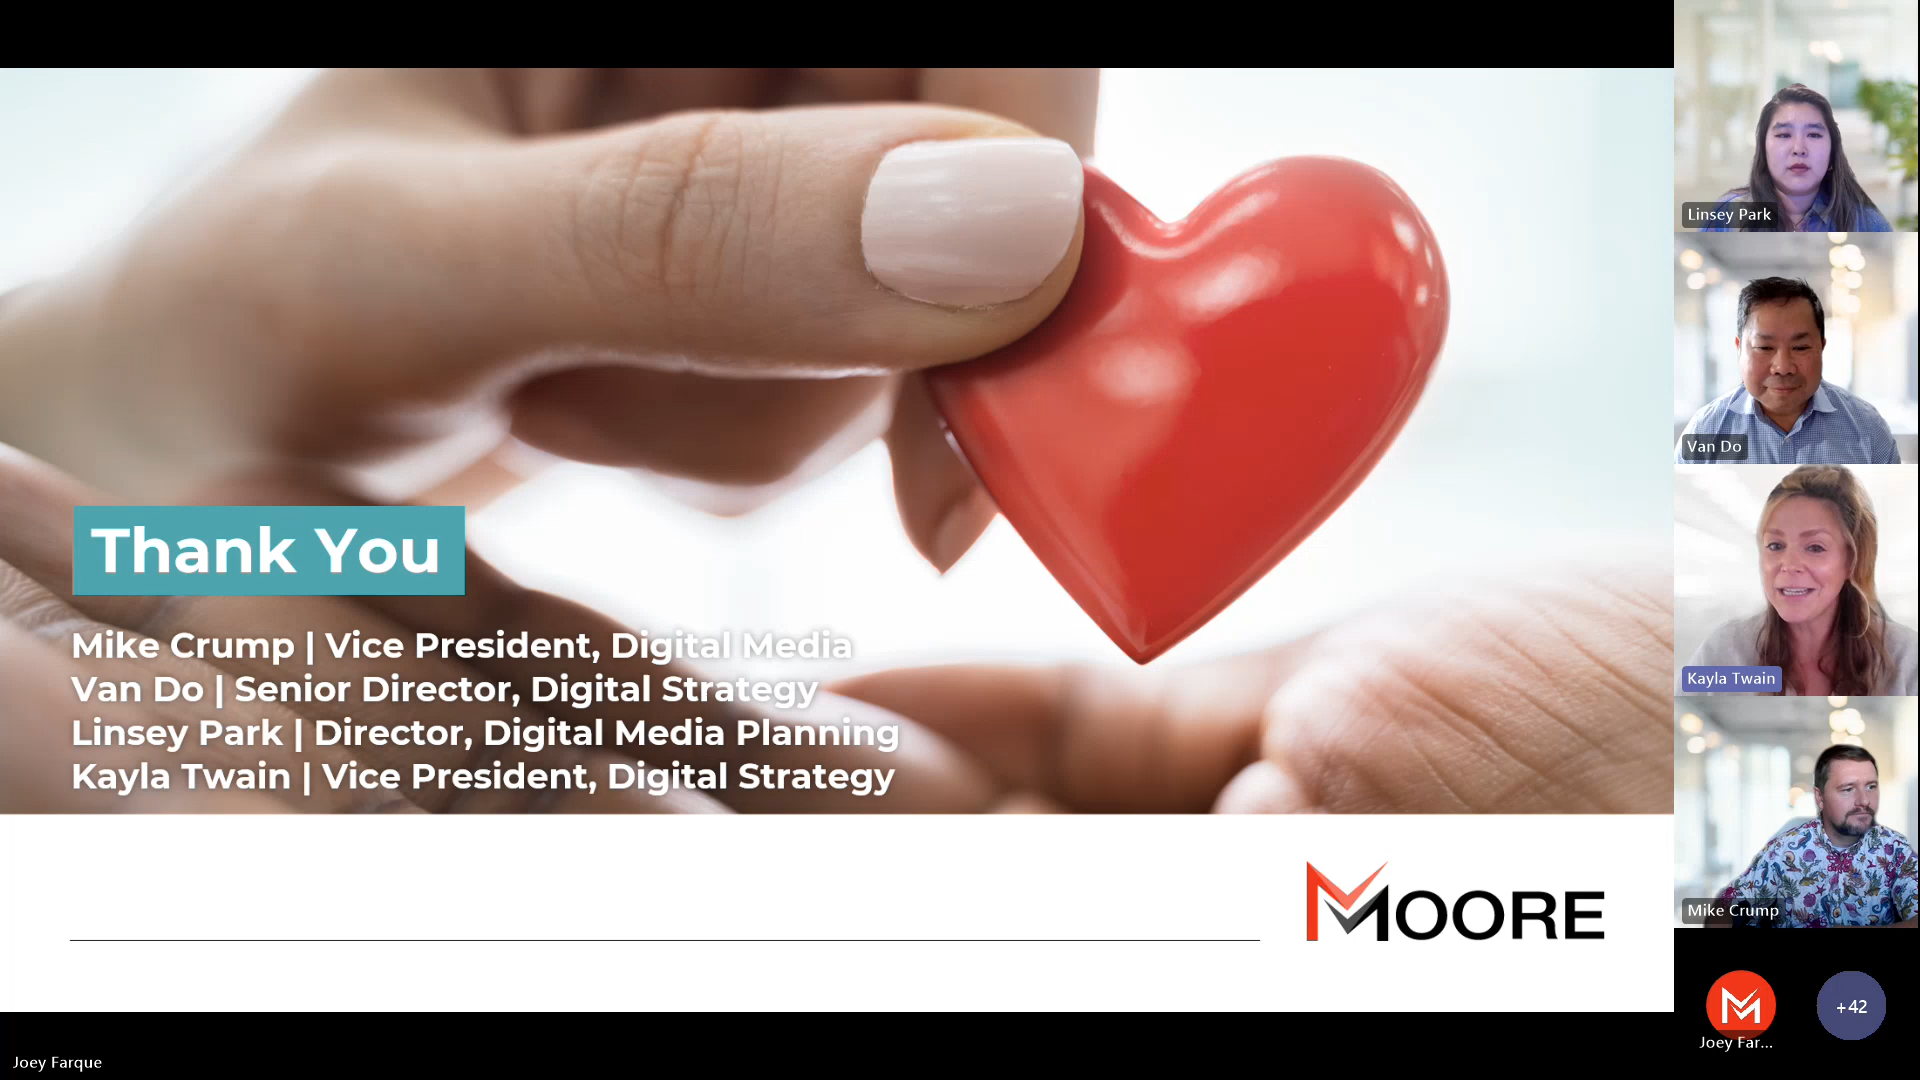 Thank You
Mike Crump | Vice President, Digital Media
Van Do | Senior Director, Digital Strategy
Linsey Park | Director, Digital Media Planning
Kayla Twain | Vice President, Digital Strategy
MOORE
Joey Farque
Linsey Park
Van Do
Kayla Twain
Mike Crump
Joey Far...
+42